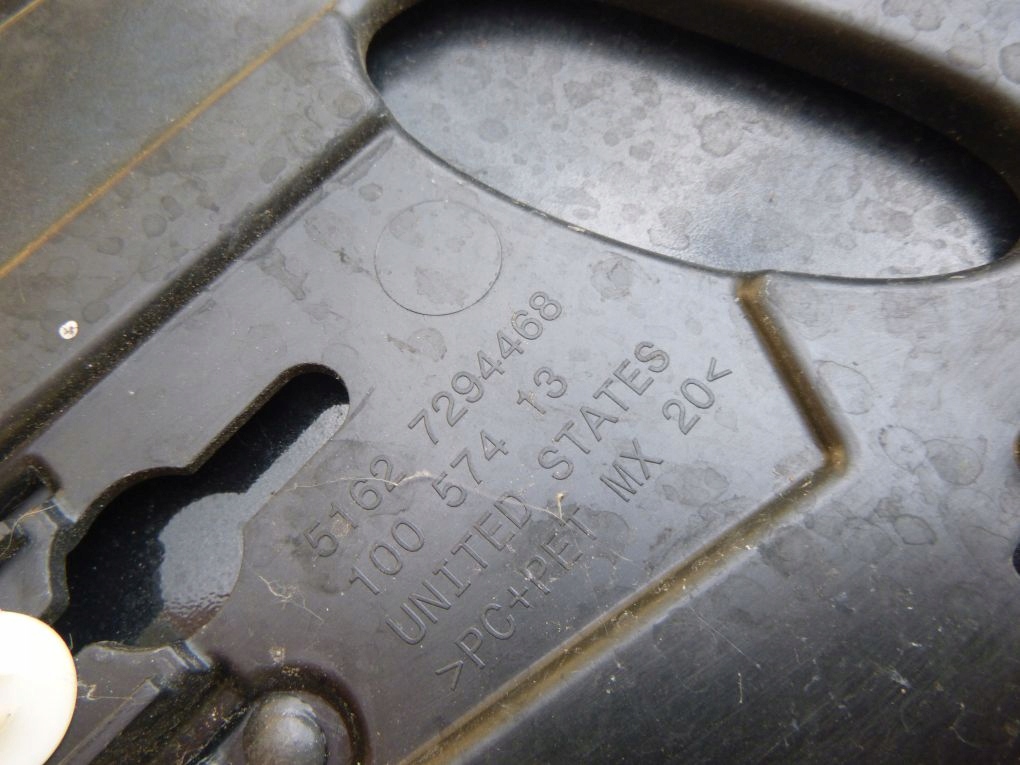 5162 7294468
100 574 13
UNITED STATES
>PC+PET MX 20<